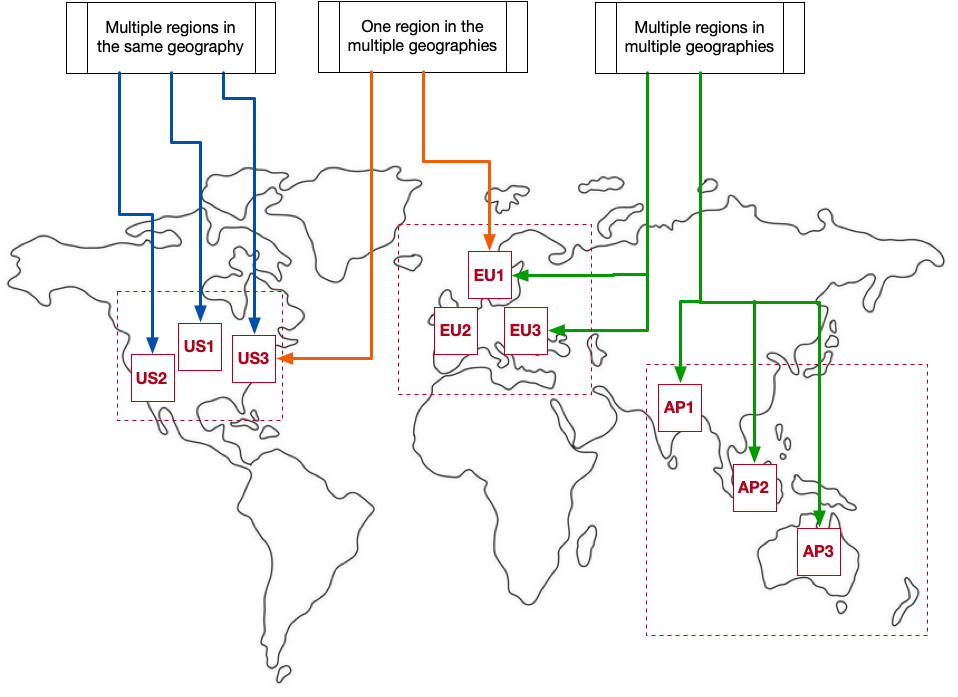 Multiple regions in
the same geography
One region in the
multiple geographies
Multiple regions in
multiple geographies
EU1
EU2
EU3
US1
US3
US2
AP1
AP2
AP3